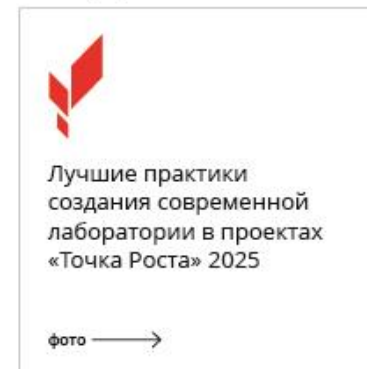 Лучшие практики
создания современной
лаборатории в проектах
«Точка Роста» 2025
фото